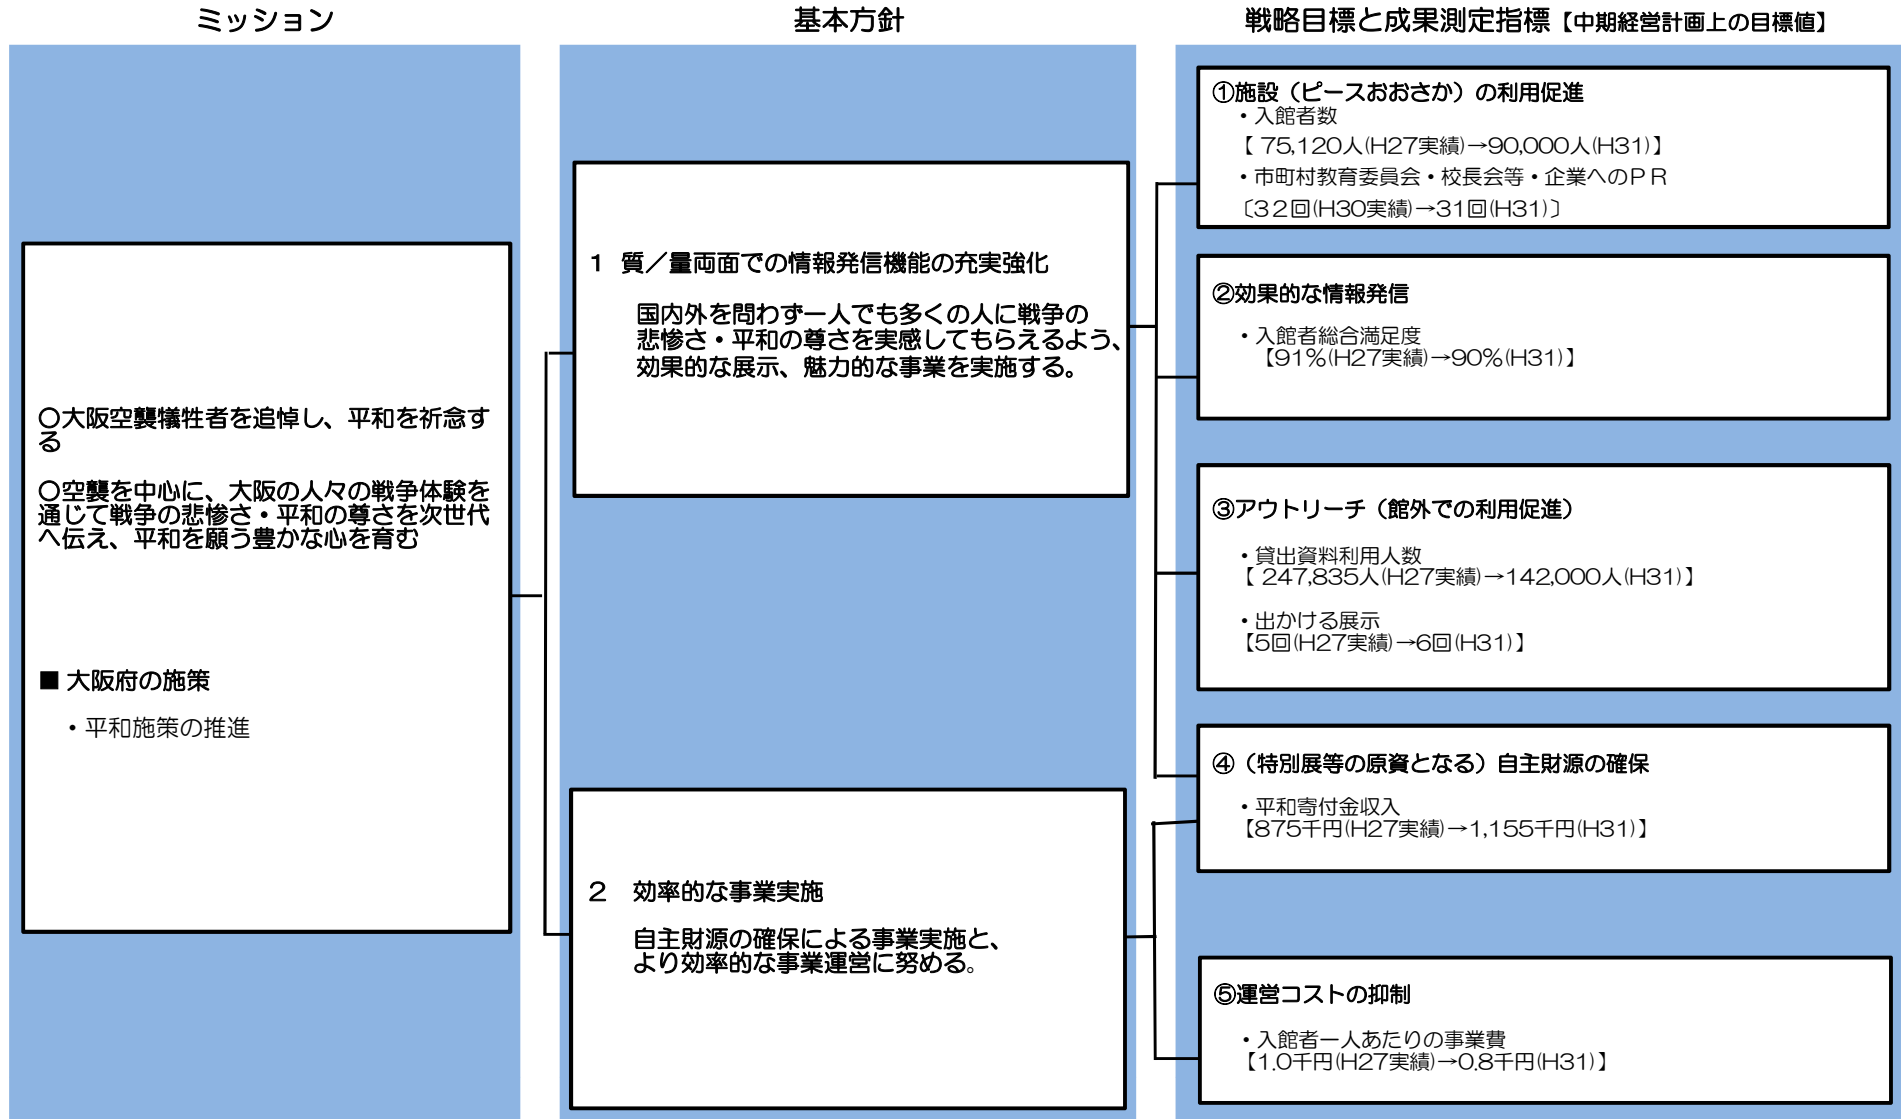 ミッション
〇大阪空襲犠牲者を追悼し、平和を祈念す
る
〇空襲を中心に、大阪の人々の戦争体験を
通じて戦争の悲惨さ・平和の尊さを次世代
へ伝え、平和を願う豊かな心を育む
■ 大阪府の施策
・平和施策の推進
基本方針
1 質／量両面での情報発信機能の充実強化
国内外を問わず一人でも多くの人に戦争の
悲惨さ・平和の尊さを実感してもらえるよう、
効果的な展示、魅力的な事業を実施する。
２　効率的な事業実施
自主財源の確保による事業実施と、
より効率的な事業運営に努める。
戦略目標と成果測定指標【中期経営計画上の目標値】
①施設（ピースおおさか）の利用促進
・入館者数
【 75,120人(H27実績)→90,000人(H31)】
・市町村教育委員会・校長会等・企業へのＰＲ
〔３２回(H30実績)→31回(H31)〕
②効果的な情報発信
・入館者総合満足度
【91%(H27実績)→90%(H31)】
③アウトリーチ（館外での利用促進）
・貸出資料利用人数
【 247,835人(H27実績)→142,000人(H31)】
・出かける展示
【5回(H27実績)→6回(H31)】
④（特別展等の原資となる）自主財源の確保
・平和寄付金収入
【875千円(H27実績)→1,155千円(H31)】
⑤運営コストの抑制
・入館者一人あたりの事業費
【1.0千円(H27実績)→0.8千円(H31)】